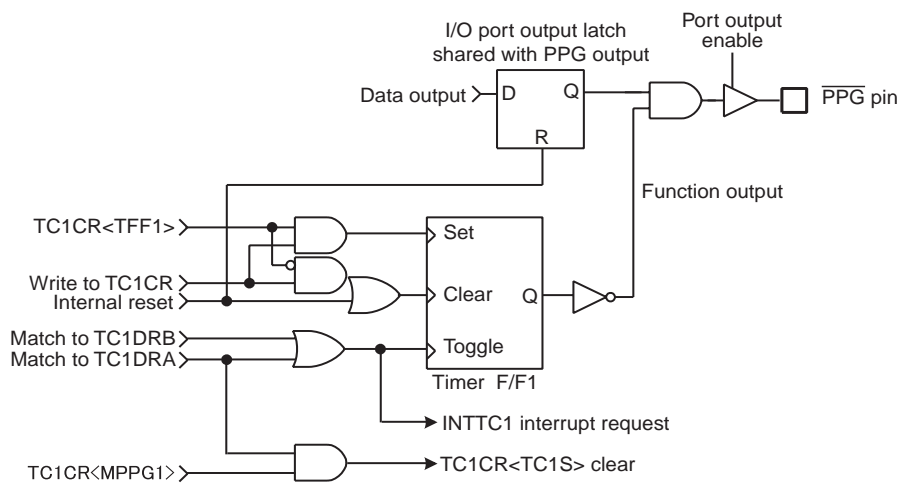 I/O port output latch
shared with PPG output
Port output
enable
Data output
D
Q
R
PPG pin
Function output
TC1CR<TFF1>
Set
Write to TC1CR
Internal reset
Clear
Q
Match to TC1DRB
Match to TC1DRA
Toggle
Timer F/F1
INTTC1 interrupt request
TC1CR<TC1S> clear
TC1CR<MPPG1>